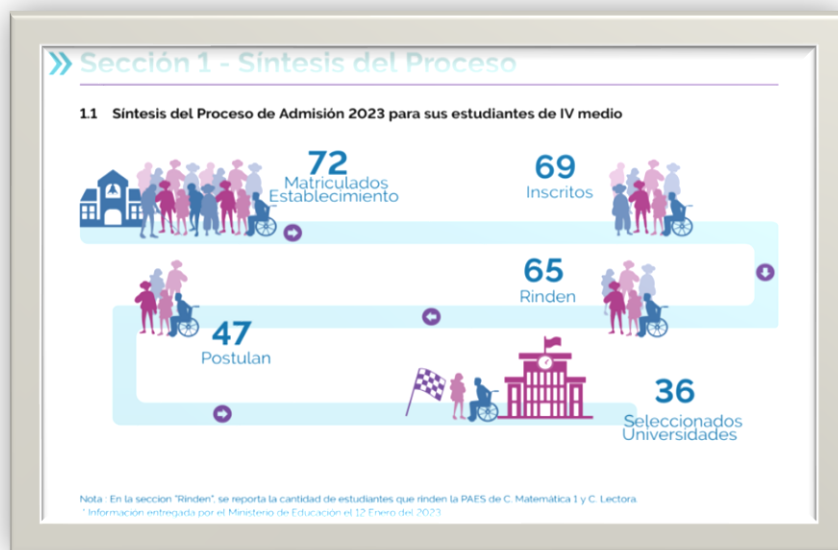 Sección 1 - Síntesis del Proceso
1.1 Síntesis del Proceso de Admisión 2023 para sus estudiantes de IV medio
72
Matriculados
Establecimiento
69
Inscritos
65
Rinden
47
Postulan
36
Seleccionados
Universidades
Nota : En la seccion "Rinden", se reporta la cantidad de estudiantes que rinden la PAES de C. Matemática 1 y C. Lectora.
* Información entregada por el Ministerio de Educación el 12 Enero del 2023